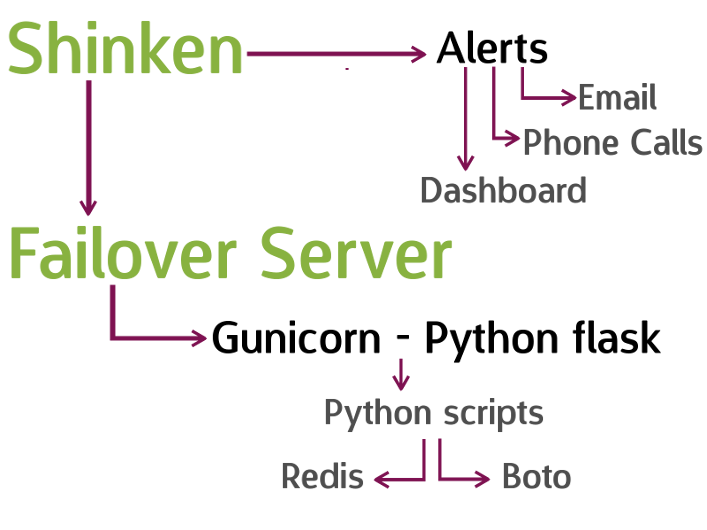 Shinken
Alerts
Email
Phone Calls
Dashboard
Failover Server
Gunicorn - Python flask
Python scripts
Redis
Boto